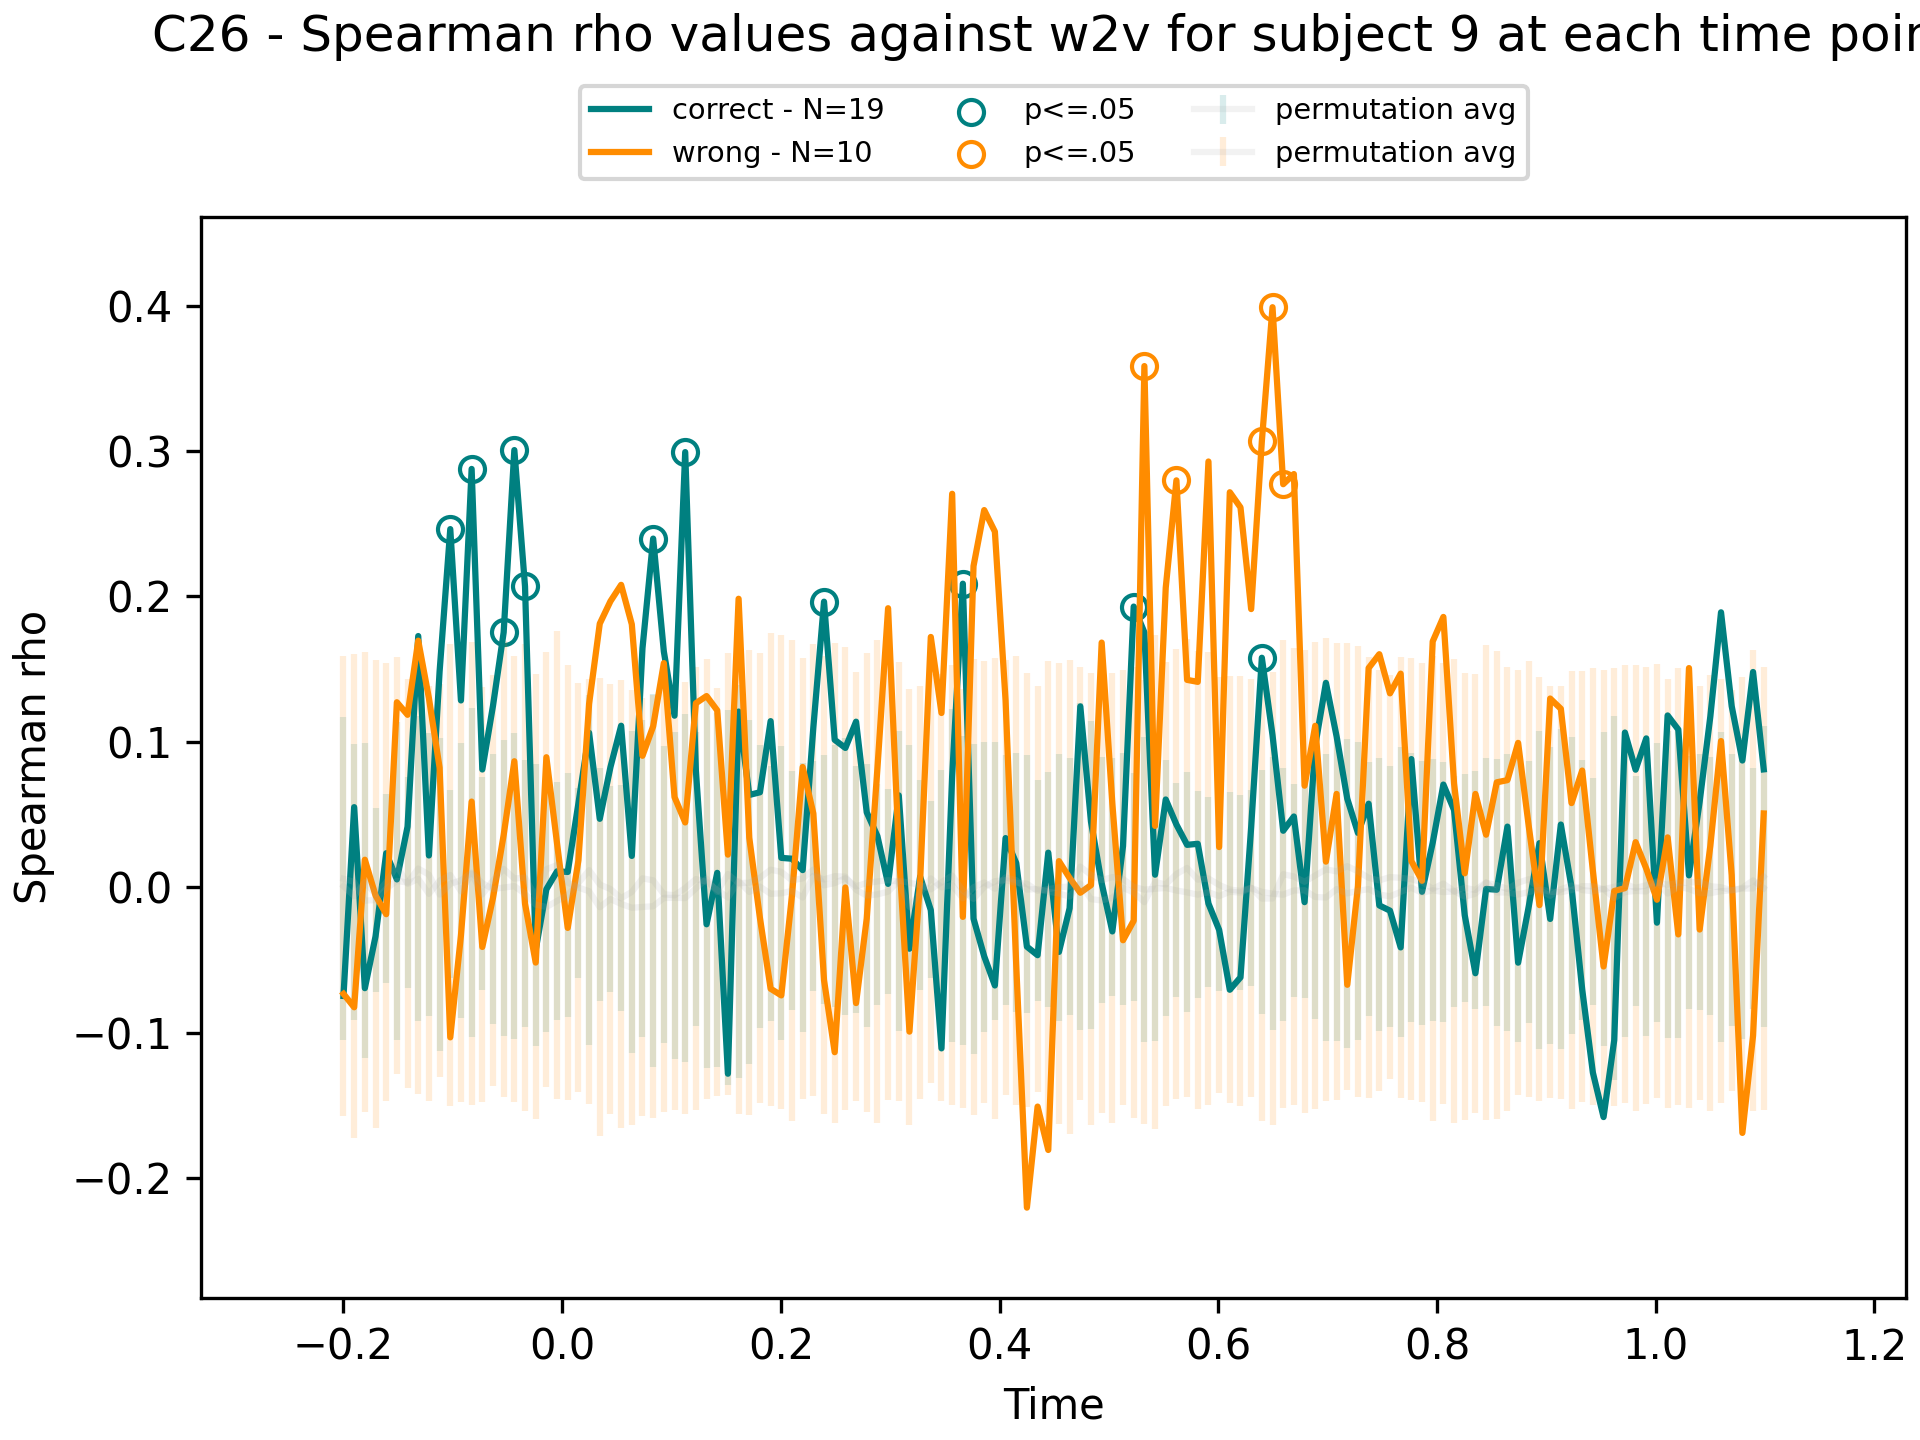 C26 - Spearman rho values against w2v for subject 9 at each time poin
correct - N=19
wrong - N=10
p<=.05
p<=.05
permutation avg
permutation avg
Spearman rho
0.4
0.3
0.2
0.1
0.0
−0.1
−0.2
−0.2 0.0 0.2 0.4 0.6 0.8 1.0 1.2
Time